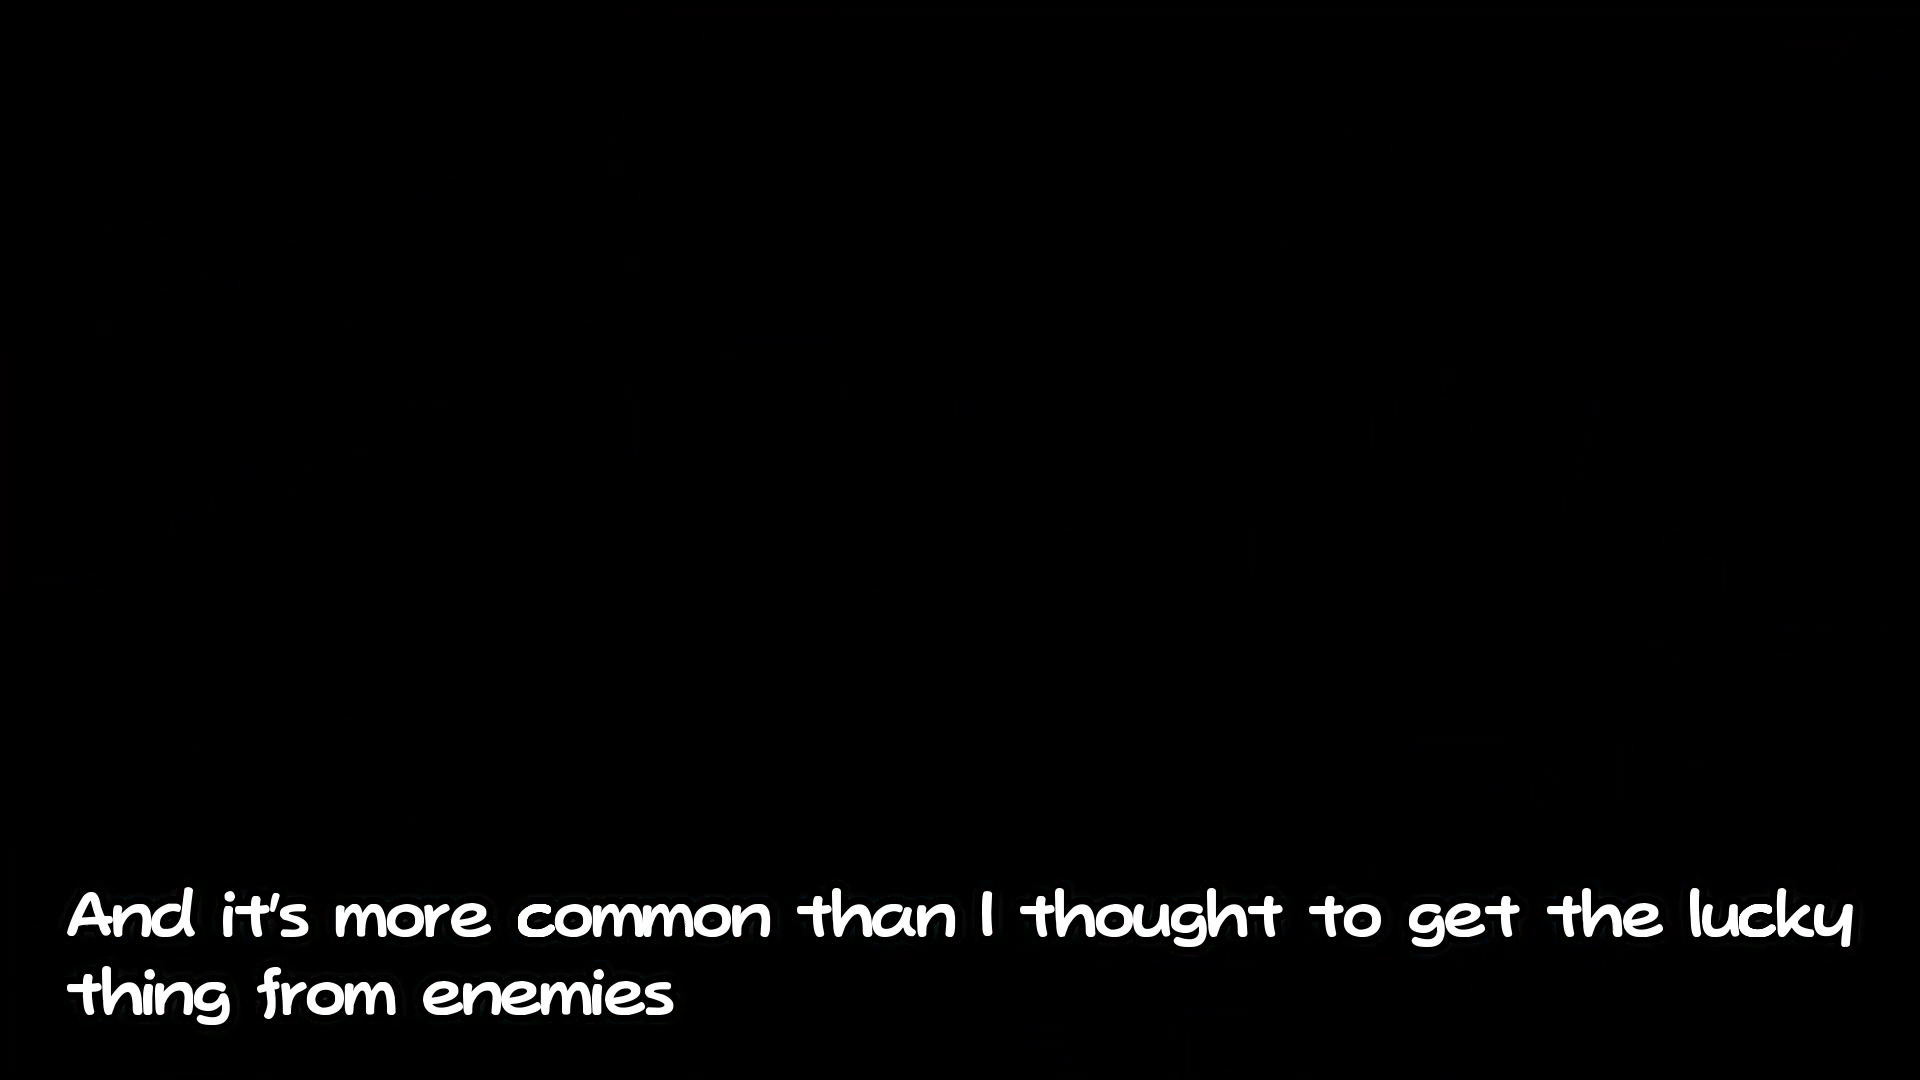 And it's more common than I thought to get the lucky
thing from enemies